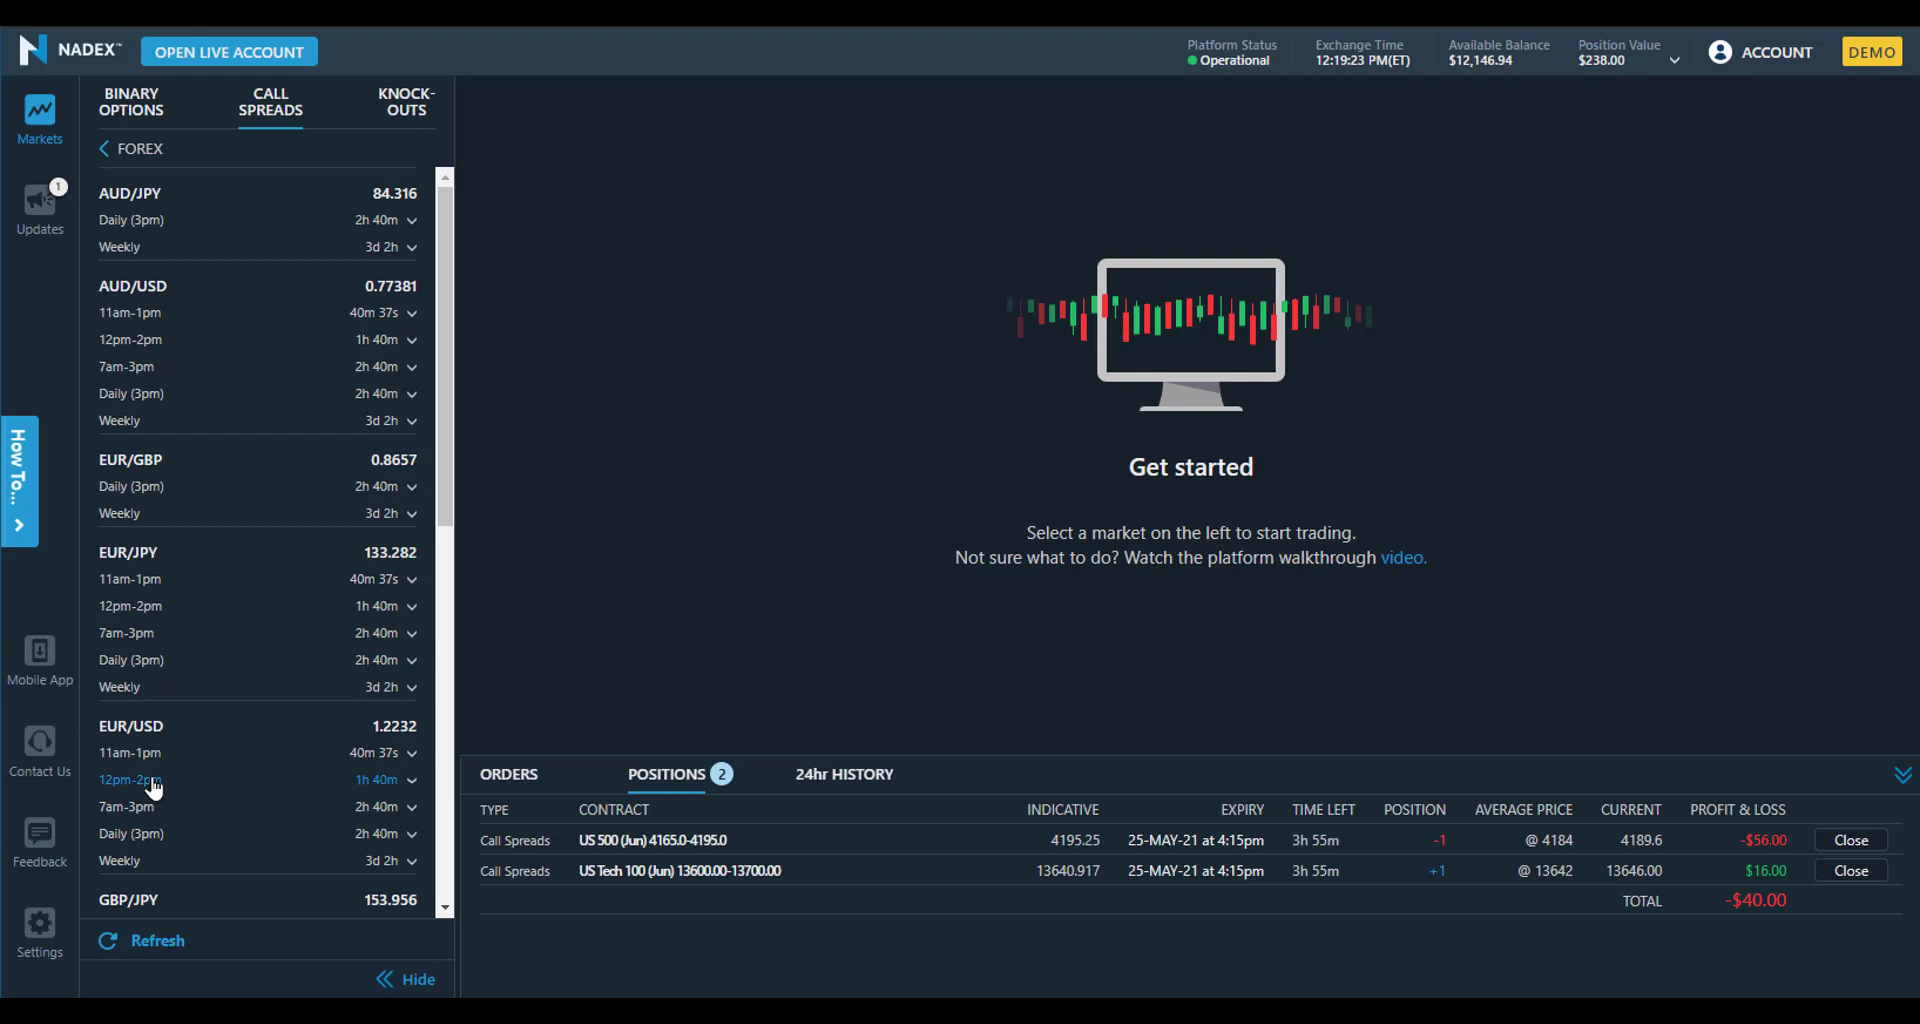 NADEX™
OPEN LIVE ACCOUNT
Platform Status
Operational
Exchange Time
12:19:23 PM(ET)
Available Balance
$12,146.94
Position Value
$238.00
ACCOUNT
DEMO
Markets
1
Updates
How To...
Mobile App
Contact Us
Feedback
Settings
BINARY
OPTIONS
CALL
SPREADS
KNOCK-
OUTS
FOREX
AUD/JPY 84.316
Daily (3pm) 2h 40m
Weekly 3d 2h
AUD/USD 0.77381
11am-1pm 40m 37s
12pm-2pm 1h 40m
7am-3pm 2h 40m
Daily (3pm) 2h 40m
Weekly 3d 2h
EUR/GBP 0.8657
Daily (3pm) 2h 40m
Weekly 3d 2h
EUR/JPY 133.282
11am-1pm 40m 37s
12pm-2pm 1h 40m
7am-3pm 2h 40m
Daily (3pm) 2h 40m
Weekly 3d 2h
EUR/USD 1.2232
11am-1pm 40m 37s
12pm-2pm 1h 40m
7am-3pm 2h 40m
Daily (3pm) 2h 40m
Weekly 3d 2h
GBP/JPY 153.956
Refresh
Hide
Get started
Select a market on the left to start trading.
Not sure what to do? Watch the platform walkthrough video.
ORDERS POSITIONS 2 24hr HISTORY
TYPE CONTRACT INDICATIVE EXPIRY TIME LEFT POSITION AVERAGE PRICE CURRENT PROFIT & LOSS
Call Spreads US 500 (Jun) 4165.0-4195.0 4195.25 25-MAY-21 at 4:15pm 3h 55m -1 @ 4184 4189.6 -$56.00 Close
Call Spreads US Tech 100 (Jun) 13600.00-13700.00 13640.917 25-MAY-21 at 4:15pm 3h 55m +1 @ 13642 13646.00 $16.00 Close
TOTAL -$40.00